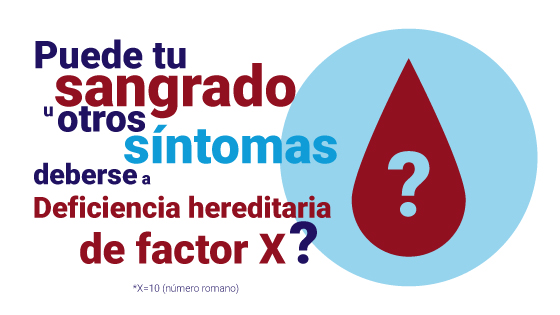 Puede tu
sangrado
u otros
síntomas
deberse a
Deficiencia hereditaria
de factor X?
*X=10 (número romano)
?